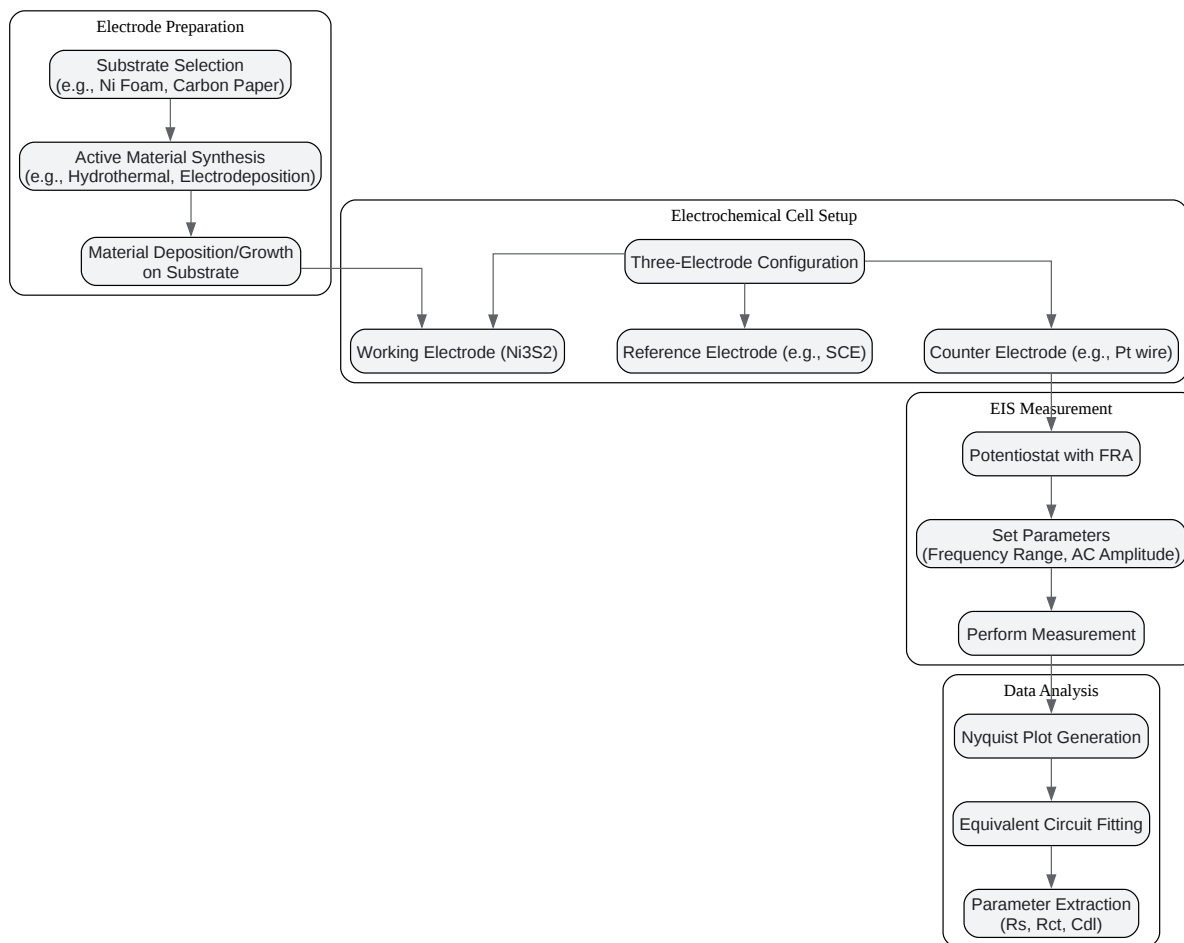 Electrode Preparation
Substrate Selection
(e.g., Ni Foam, Carbon Paper)
Active Material Synthesis
(e.g., Hydrothermal, Electrodeposition)
Material Deposition/Growth
on Substrate
Electrochemical Cell Setup
Three-Electrode Configuration
Working Electrode (Ni3S2)
Reference Electrode (e.g., SCE)
Counter Electrode (e.g., Pt wire)
EIS Measurement
Potentiostat with FRA
Set Parameters
(Frequency Range, AC Amplitude)
Perform Measurement
Data Analysis
Nyquist Plot Generation
Equivalent Circuit Fitting
Parameter Extraction
(Rs, Rct, Cdl)